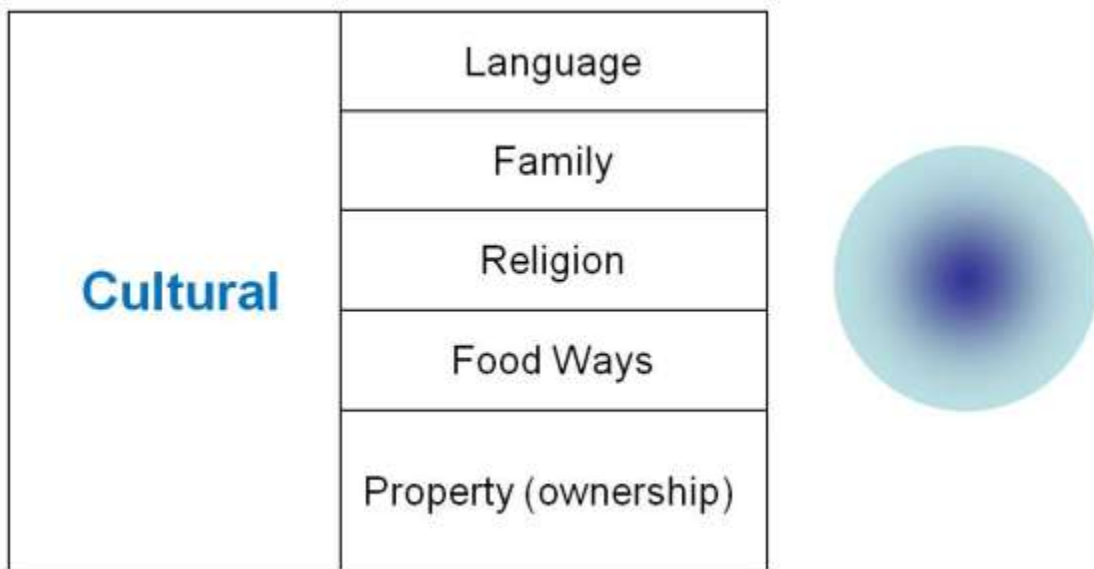 Cultural
Language
Family
Religion
Food Ways
Property (ownership)